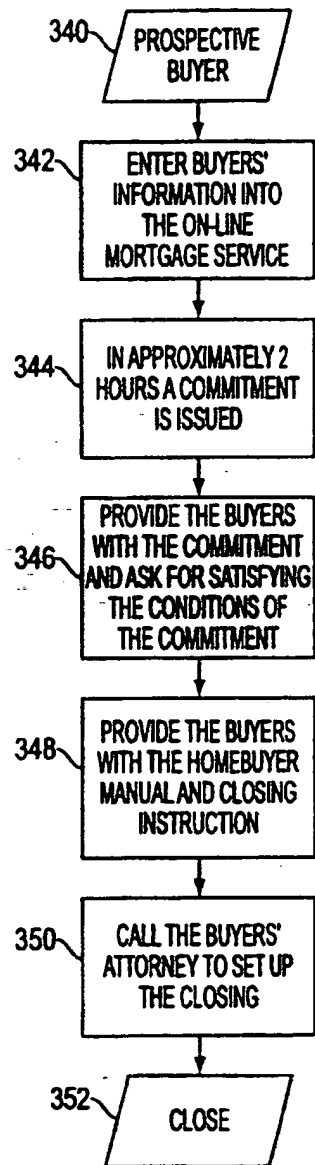 340
PROSPECTIVE
BUYER
342
ENTER BUYERS'
INFORMATION INTO
THE ON-LINE
MORTGAGE SERVICE
344
IN APPROXIMATELY 2
HOURS A COMMITMENT
IS ISSUED
346
PROVIDE THE BUYERS
WITH THE COMMITMENT
AND ASK FOR SATISFYING
THE CONDITIONS OF
THE COMMITMENT
348
PROVIDE THE BUYERS
WITH THE HOMEBUYER
MANUAL AND CLOSING
INSTRUCTION
350
CALL THE BUYERS'
ATTORNEY TO SET UP
THE CLOSING
352
CLOSE